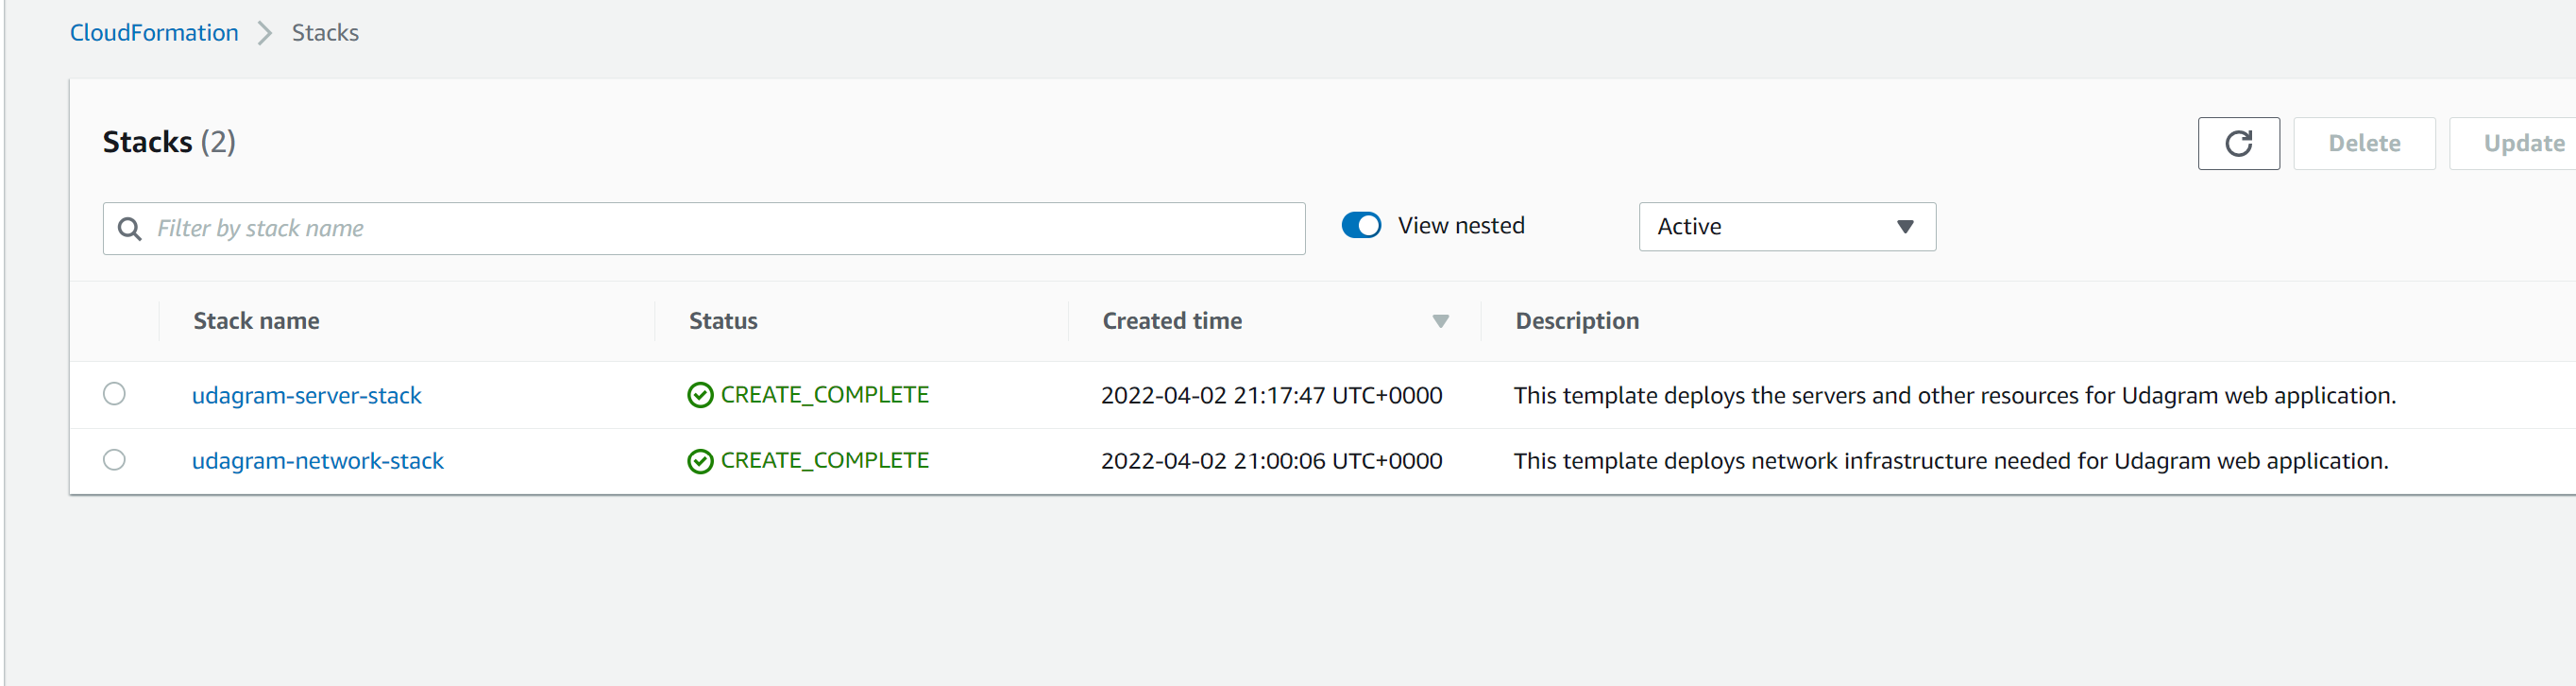 CloudFormation Stacks
Stacks (2)
Delete Update
Filter by stack name View nested Active
Stack name Status Created time Description
udagram-server-stack CREATE_COMPLETE 2022-04-02 21:17:47 UTC+0000 This template deploys the servers and other resources for Udagram web application.
udagram-network-stack CREATE_COMPLETE 2022-04-02 21:00:06 UTC+0000 This template deploys network infrastructure needed for Udagram web application.